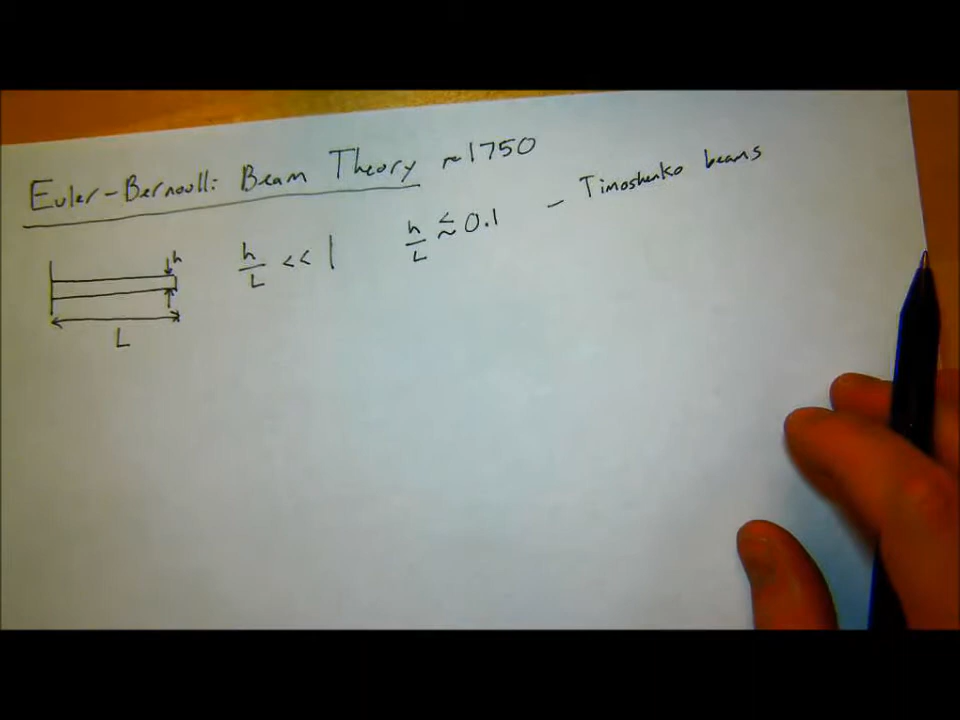 Euler-Bernoulli Beam Theory ~1750
h/L << 1 h/L ≲ 0.1 - Timoshenko beams
h
L